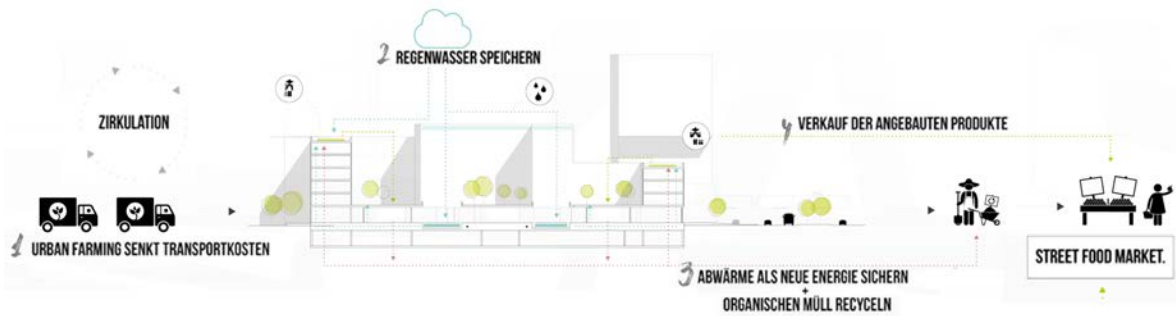 2 REGENWASSER SPEICHERN
ZIRKULATION
4 VERKAUF DER ANGEBAUTEN PRODUKTE
1 URBAN FARMING SENKT TRANSPORTKOSTEN
STREET FOOD MARKET.
3 ABWÄRME ALS NEUE ENERGIE SICHERN
+
ORGANISCHEN MÜLL RECYCELN